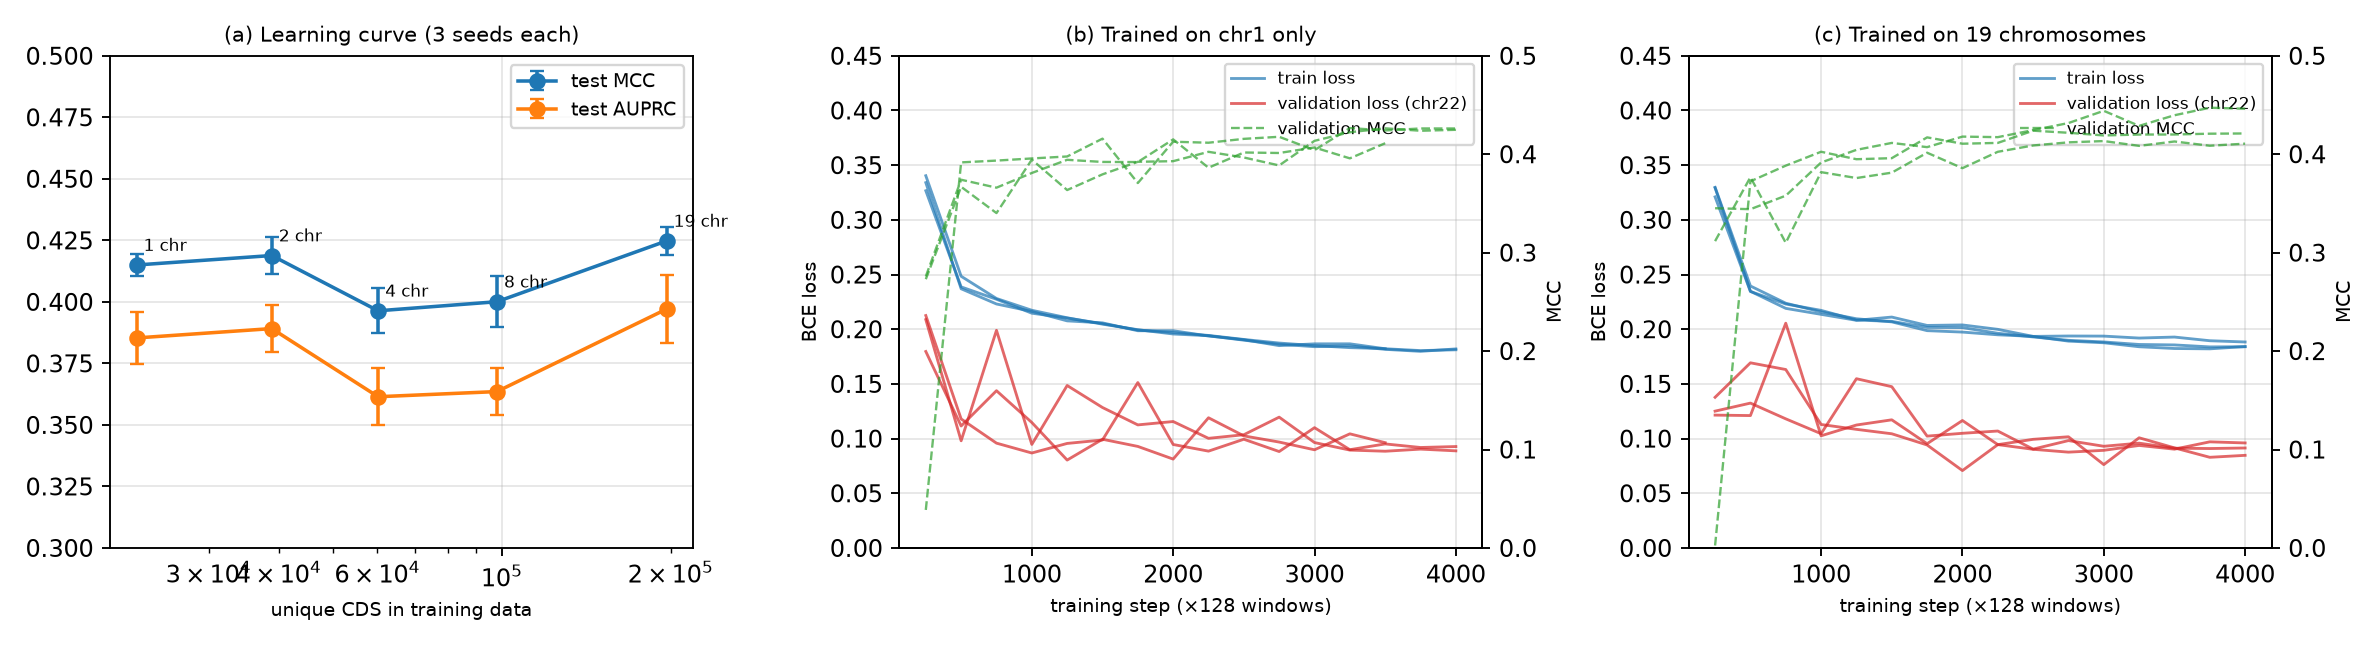 (a) Learning curve (3 seeds each)
0.500
0.475
0.450
0.425
0.400
0.375
0.350
0.325
0.300
test MCC
test AUPRC
1 chr
2 chr
4 chr
8 chr
19 chr
3 × 10⁴
4 × 10⁴
6 × 10⁴
10⁵
2 × 10⁵
unique CDS in training data
(b) Trained on chr1 only
BCE loss
0.45
0.40
0.35
0.30
0.25
0.20
0.15
0.10
0.05
0.00
train loss
validation loss (chr22)
validation MCC
0.5
0.4
0.3
0.2
0.1
0.0
MCC
1000
2000
3000
4000
training step (×128 windows)
(c) Trained on 19 chromosomes
BCE loss
0.45
0.40
0.35
0.30
0.25
0.20
0.15
0.10
0.05
0.00
train loss
validation loss (chr22)
validation MCC
0.5
0.4
0.3
0.2
0.1
0.0
MCC
1000
2000
3000
4000
training step (×128 windows)